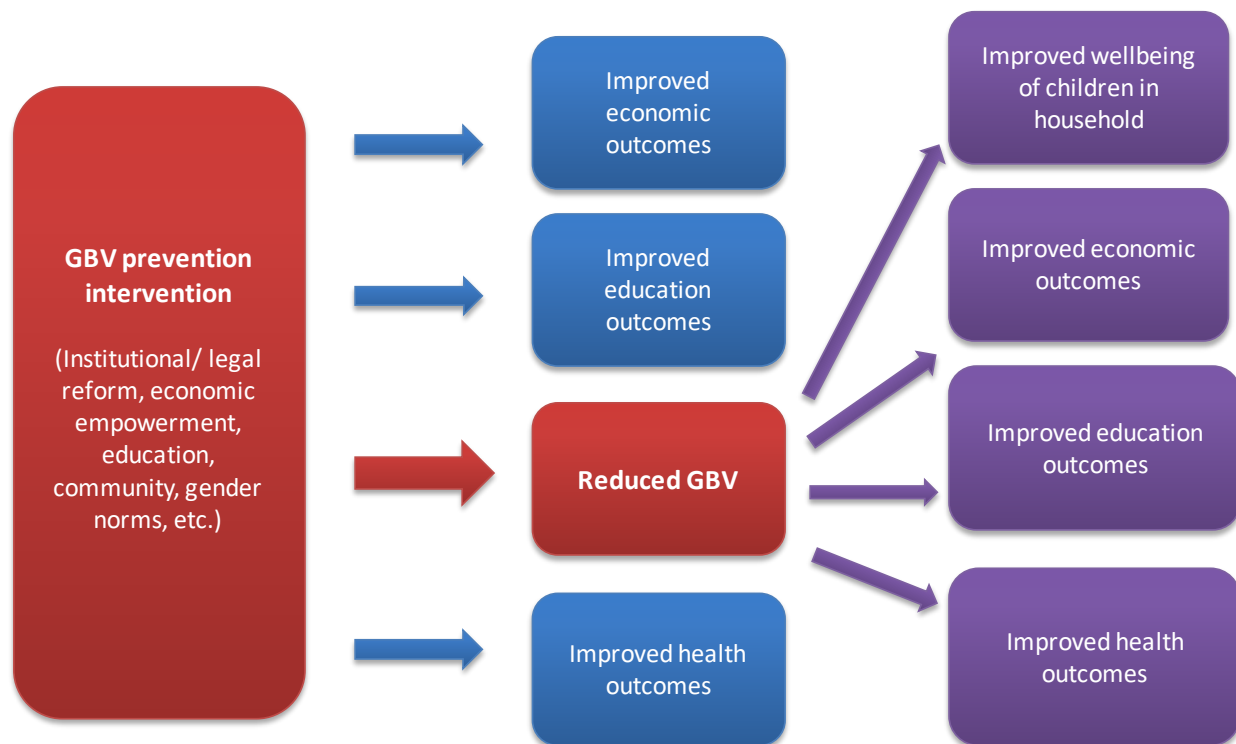 GBV prevention
intervention
(Institutional/ legal
reform, economic
empowerment,
education,
community, gender
norms, etc.)
Improved
economic
outcomes
Improved
education
outcomes
Reduced GBV
Improved health
outcomes
Improved wellbeing
of children in
household
Improved economic
outcomes
Improved education
outcomes
Improved health
outcomes